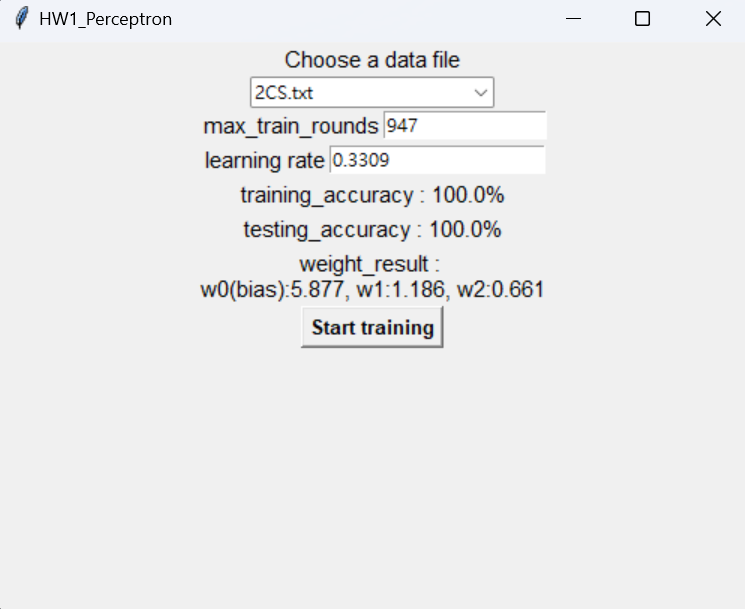 HW1_Perceptron
Choose a data file
2CS.txt
max_train_rounds 947
learning rate 0.3309
training_accuracy : 100.0%
testing_accuracy : 100.0%
weight_result :
w0(bias):5.877, w1:1.186, w2:0.661
Start training